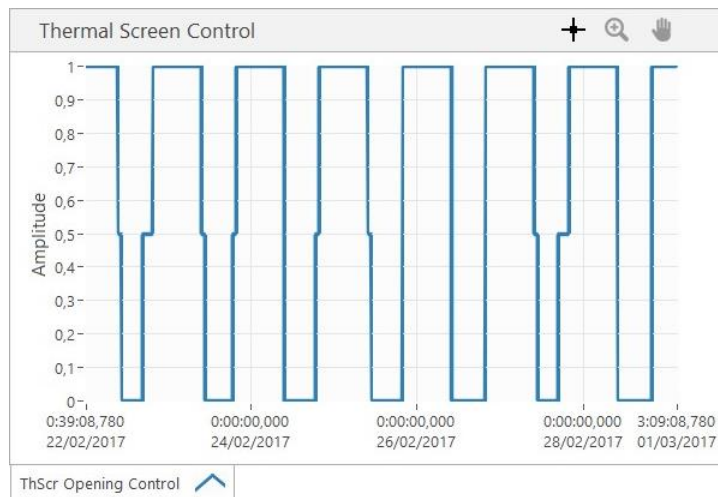 Thermal Screen Control
1
0,9
0,8
0,7
0,6
0,5
0,4
0,3
0,2
0,1
0
Amplitude
0:39:08,780 0:00:00,000 0:00:00,000 0:00:00,000 3:09:08,780
22/02/2017 24/02/2017 26/02/2017 28/02/2017 01/03/2017
ThScr Opening Control